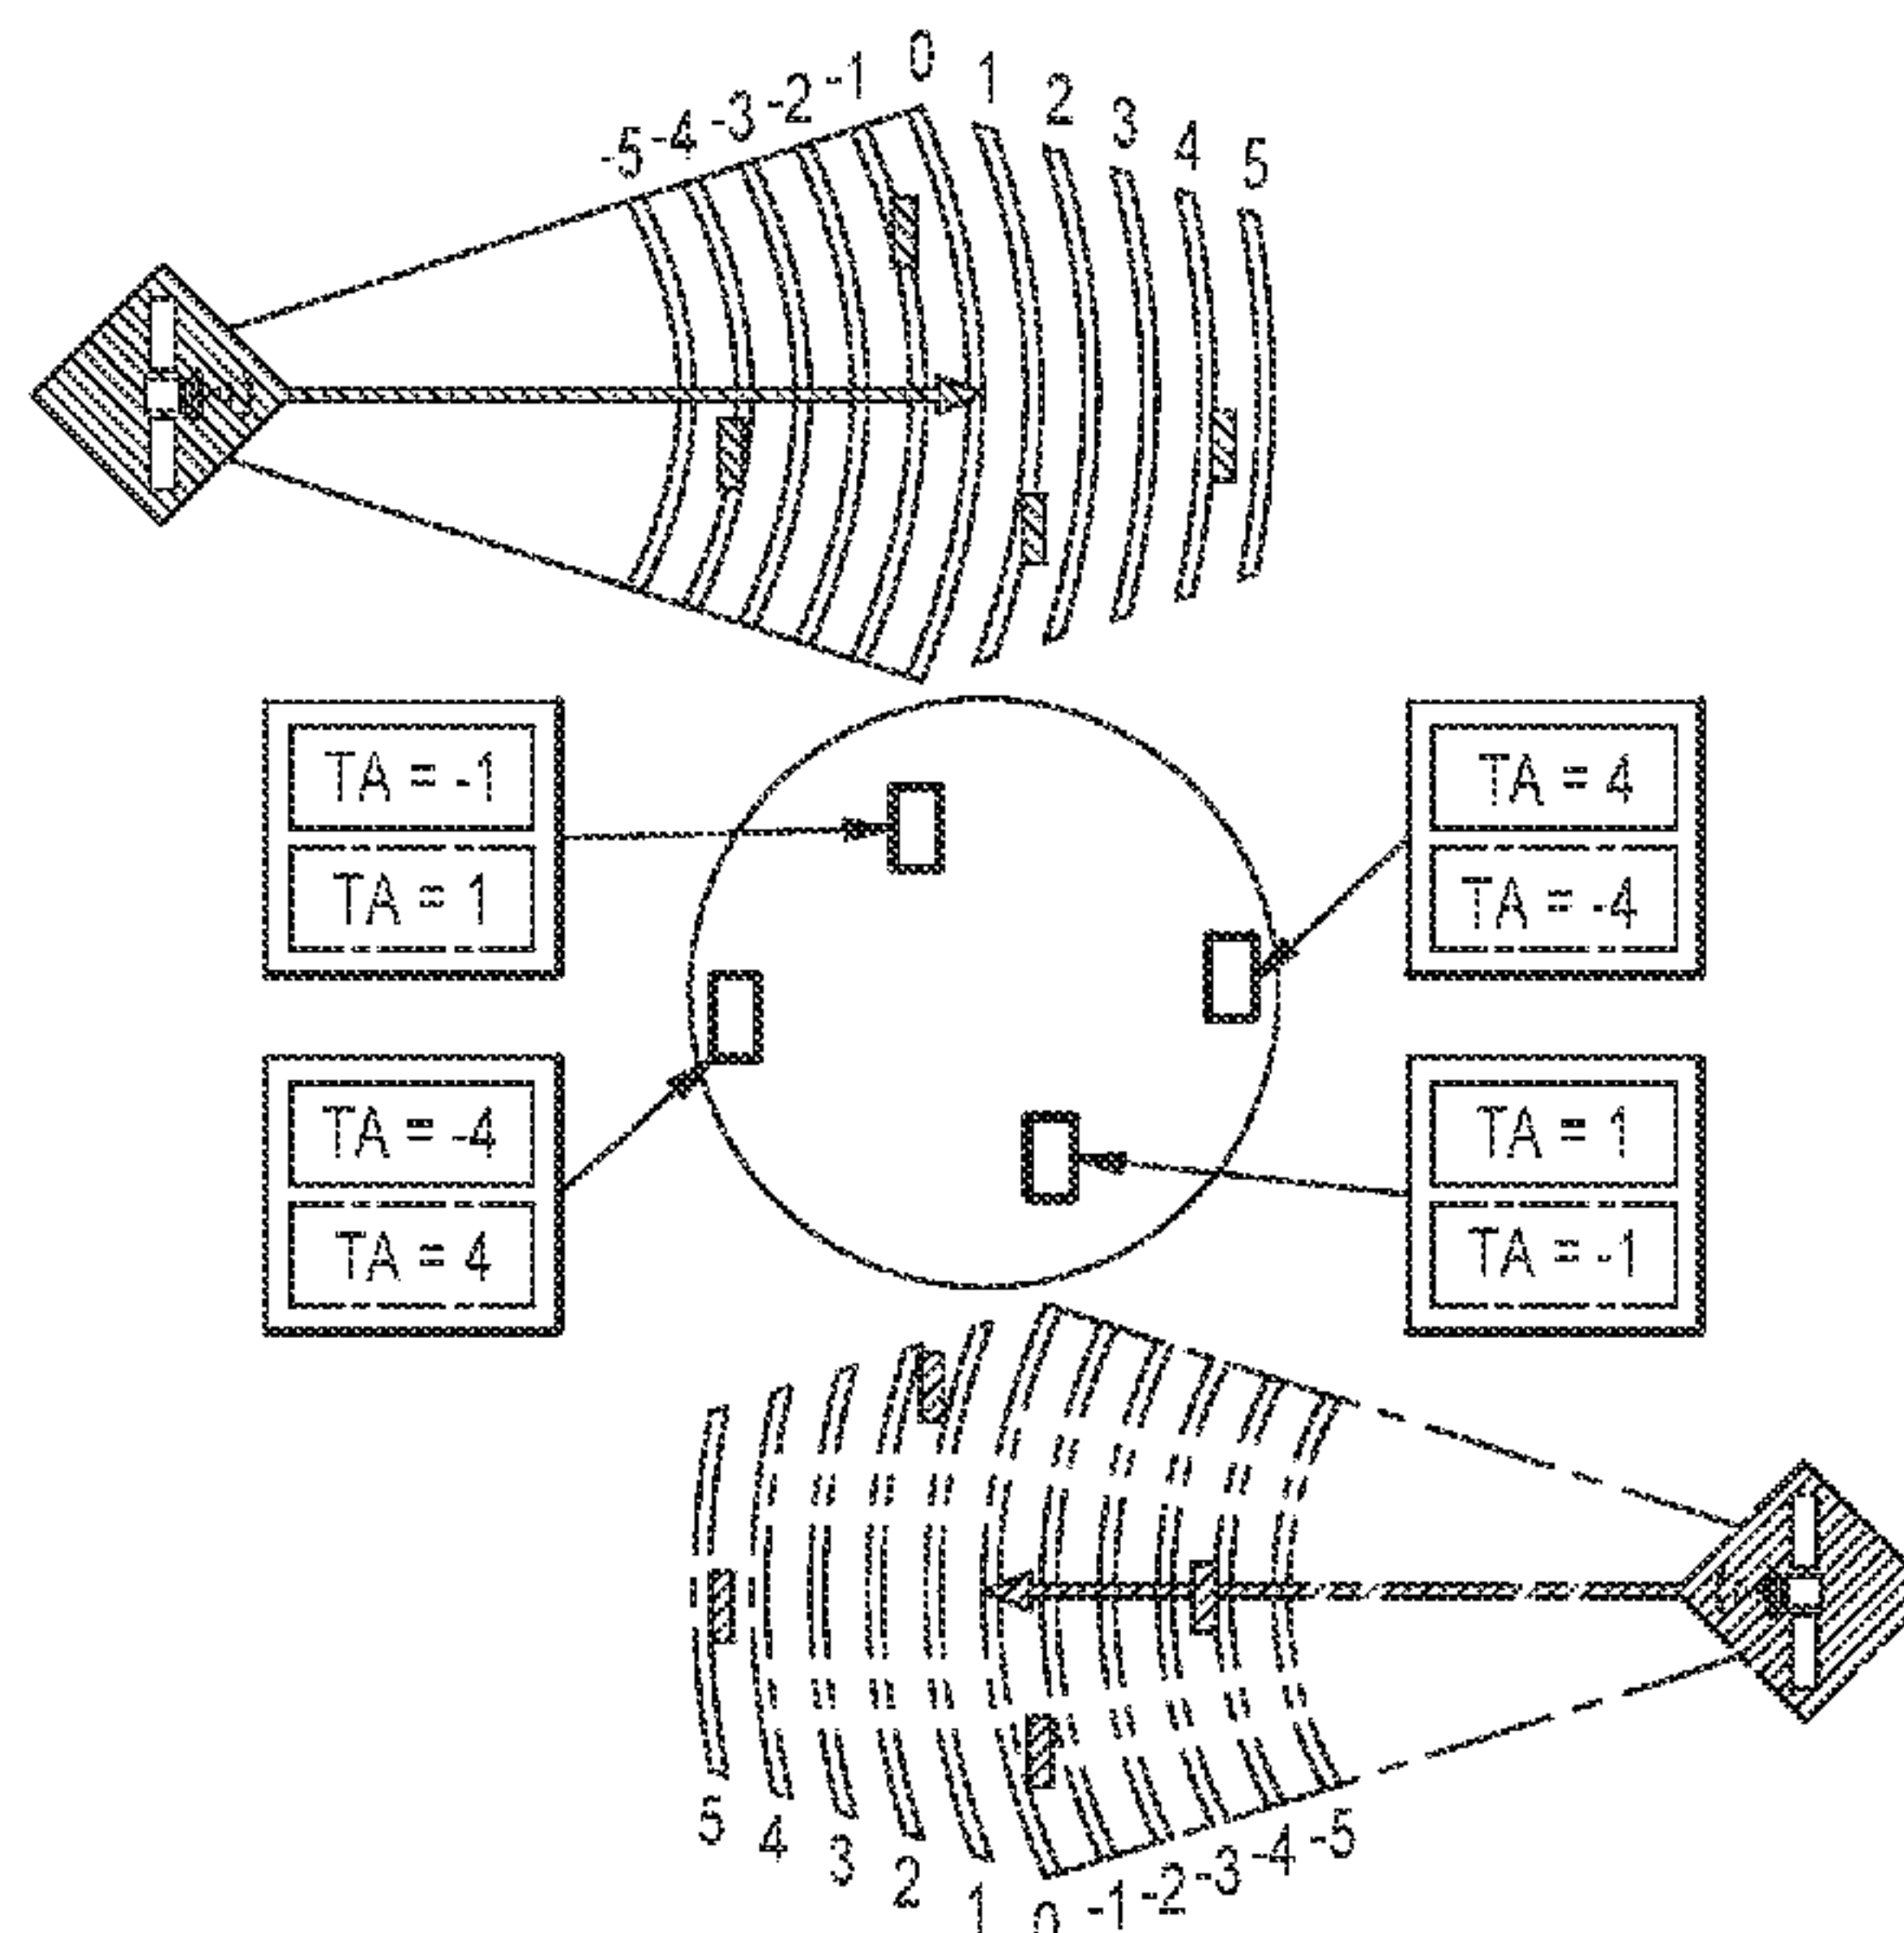 -5 -4 -3 -2 -1 0 1 2 3 4 5
TA = -1
TA = 1
TA = 4
TA = -4
TA = -4
TA = 4
TA = 1
TA = -1
5 4 3 2 1 0 -1 -2 -3 -4 -5